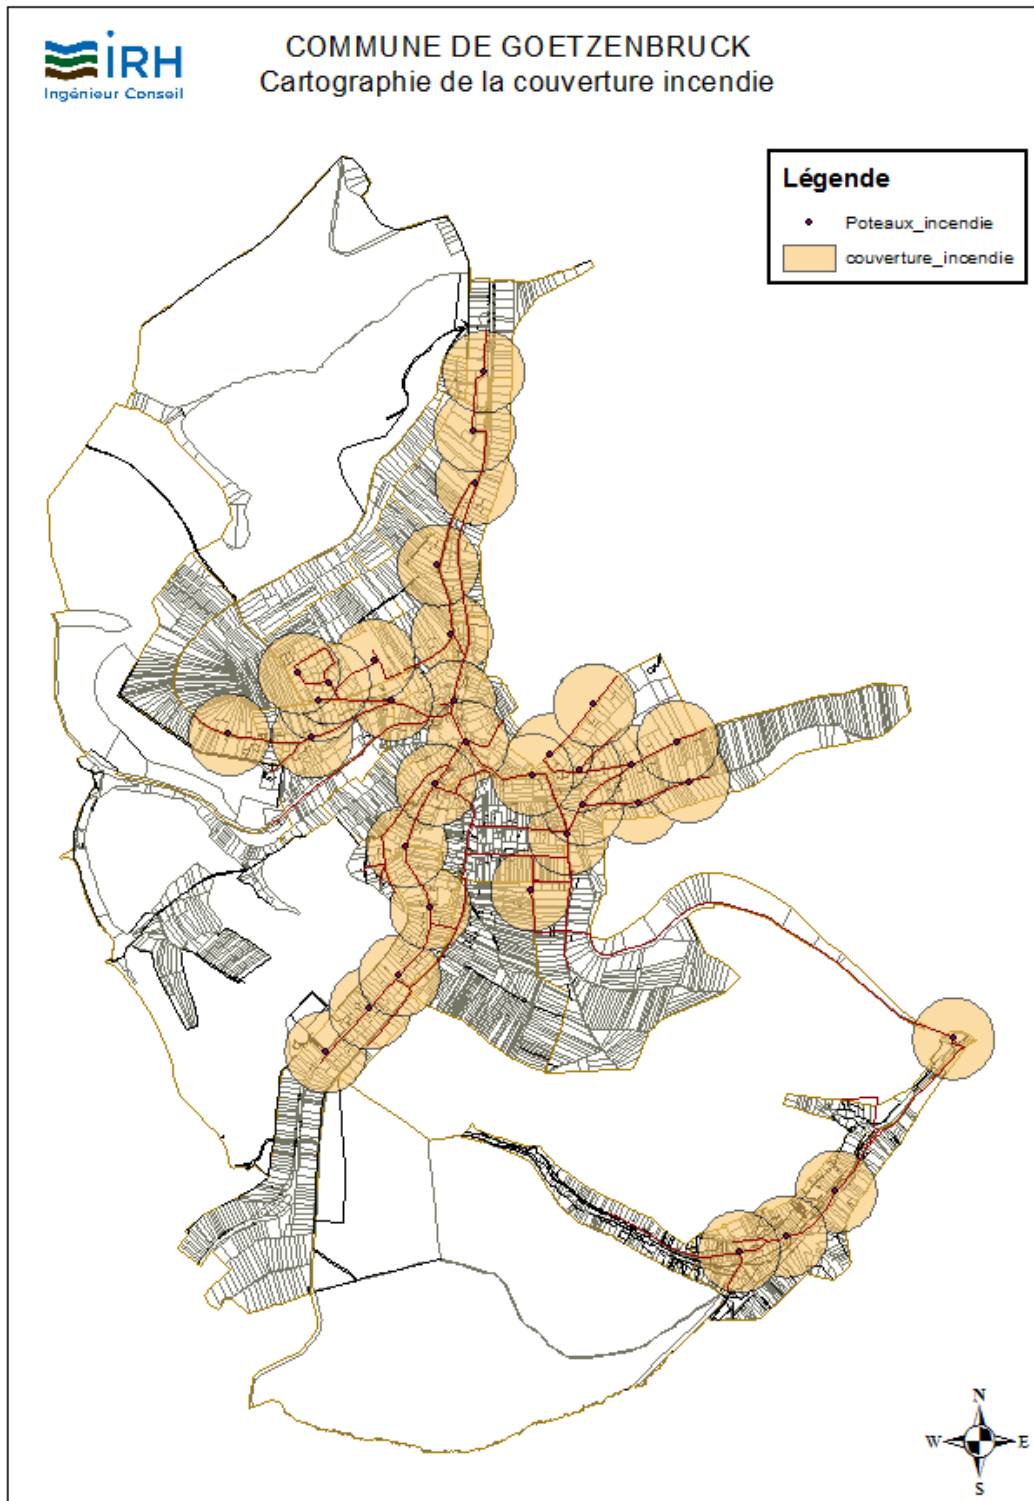 iRH
Ingénieur Conseil
COMMUNE DE GOETZENBRUCK
Cartographie de la couverture incendie
Légende
Poteaux_incendie
couverture_incendie
N
W E
S